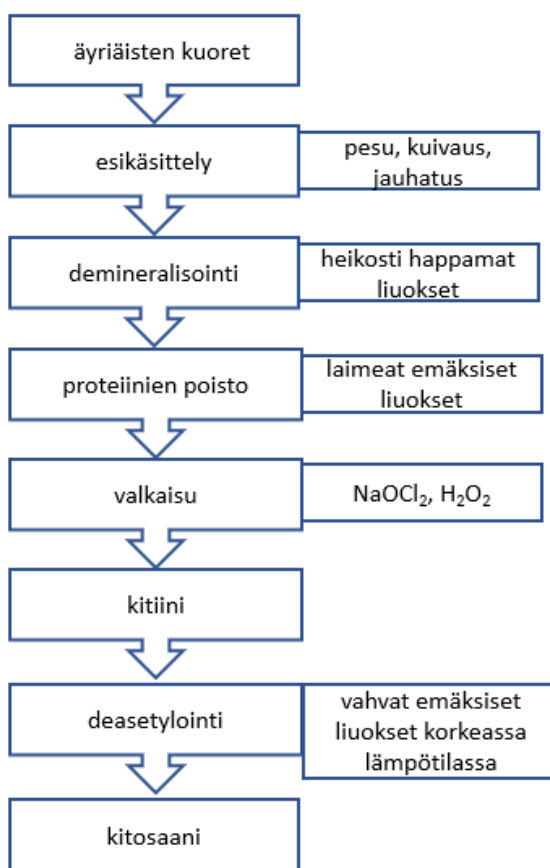 äyriäisten kuoret
esikäsittely
pesu, kuivaus,
jauhatus
demineralisointi
heikosti happamat
liuokset
proteiinien poisto
laimeat emäksiset
liuokset
valkaisu
NaOCl₂, H₂O₂
kitiini
deasetylointi
vahvat emäksiset
liuokset korkeassa
lämpötilassa
kitosaani